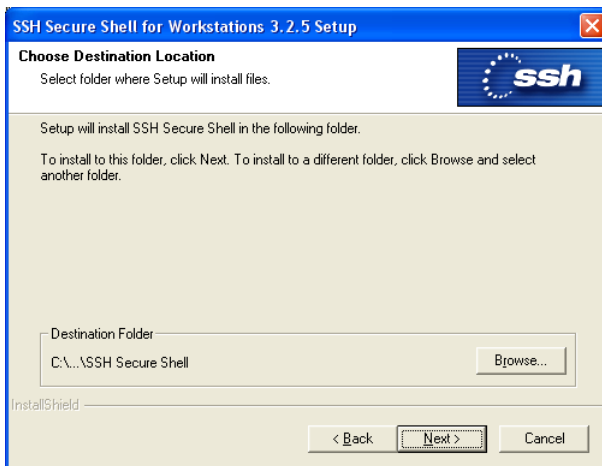 SSH Secure Shell for Workstations 3.2.5 Setup
Choose Destination Location
Select folder where Setup will install files.
ssh
Setup will install SSH Secure Shell in the following folder.
To install to this folder, click Next. To install to a different folder, click Browse and select
another folder.
Destination Folder
C:\...\SSH Secure Shell
Browse...
InstallShield
< Back
Next >
Cancel